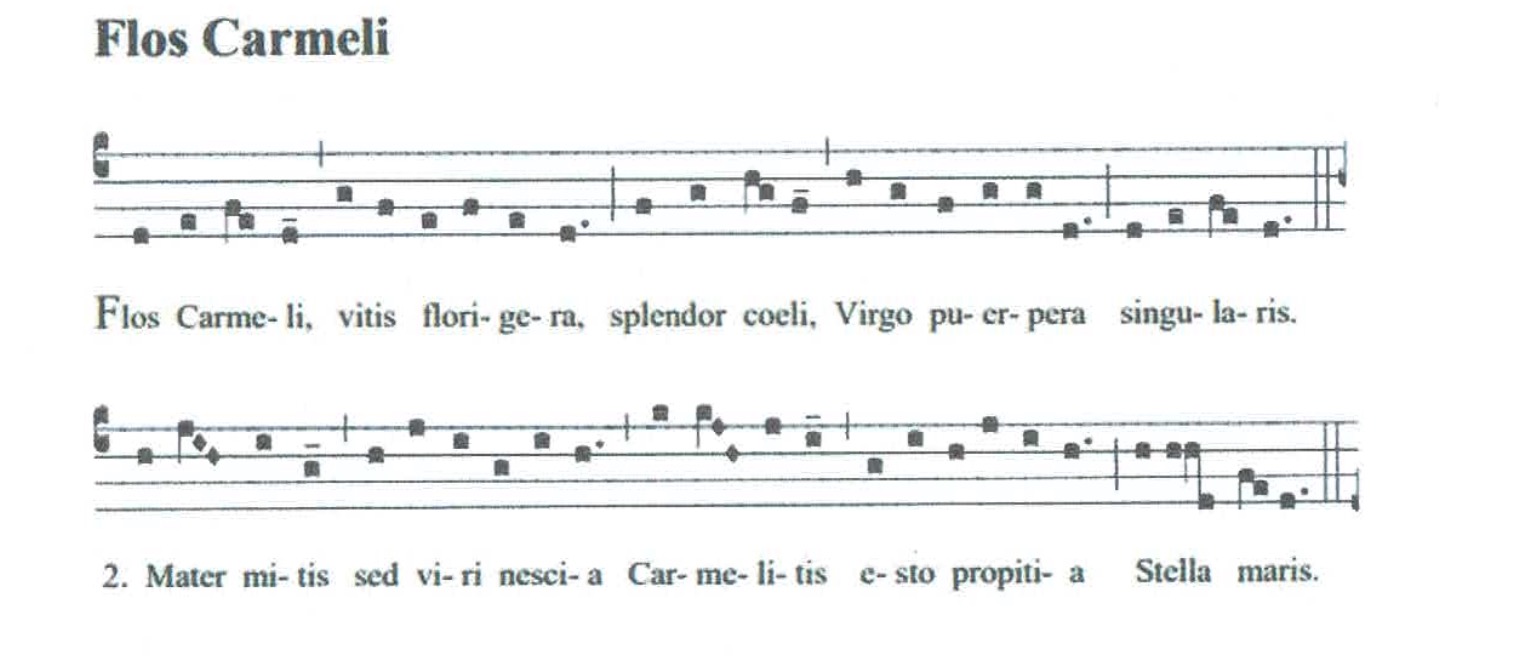 Flos Carmeli
Flos Carme- li, vitis flori- ge- ra, splendor coeli, Virgo pu- er- pera singu- la- ris.
2. Mater mi- tis sed vi- ri nesci- a Car- me- li- tis e- sto propiti- a Stella maris.